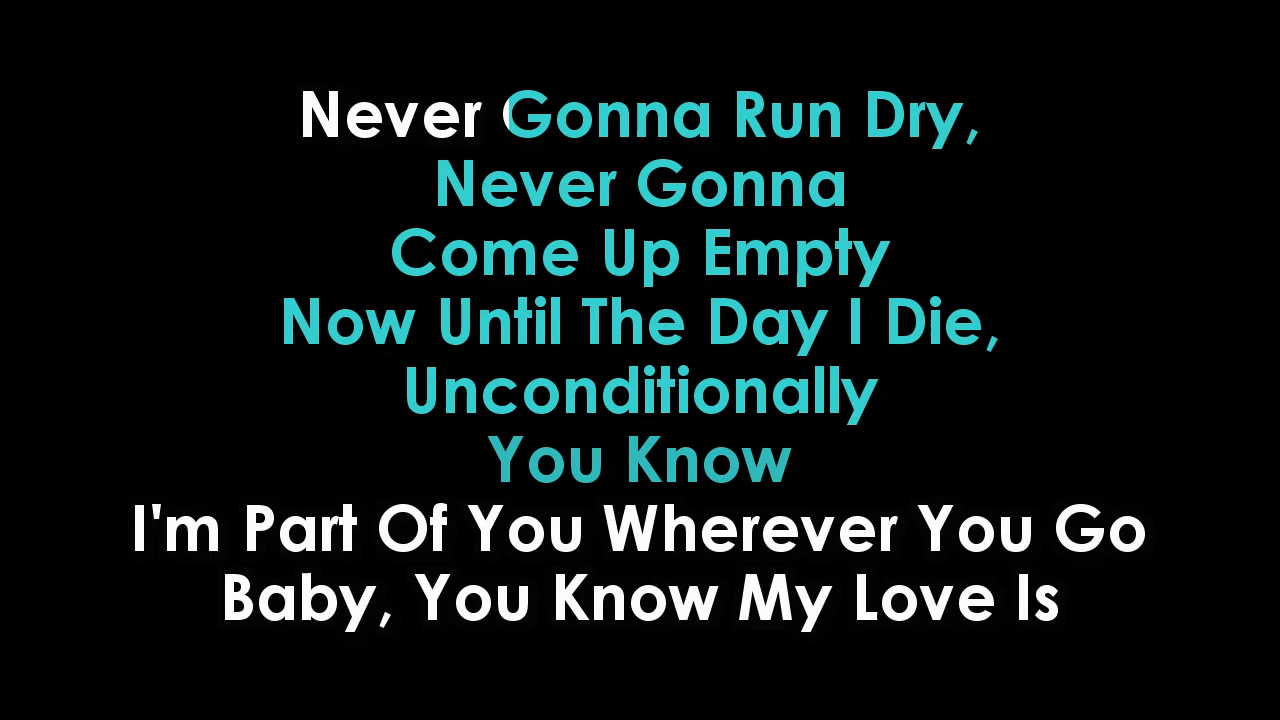 Never Gonna Run Dry,
Never Gonna
Come Up Empty
Now Until The Day I Die,
Unconditionally
You Know
I'm Part Of You Wherever You Go
Baby, You Know My Love Is